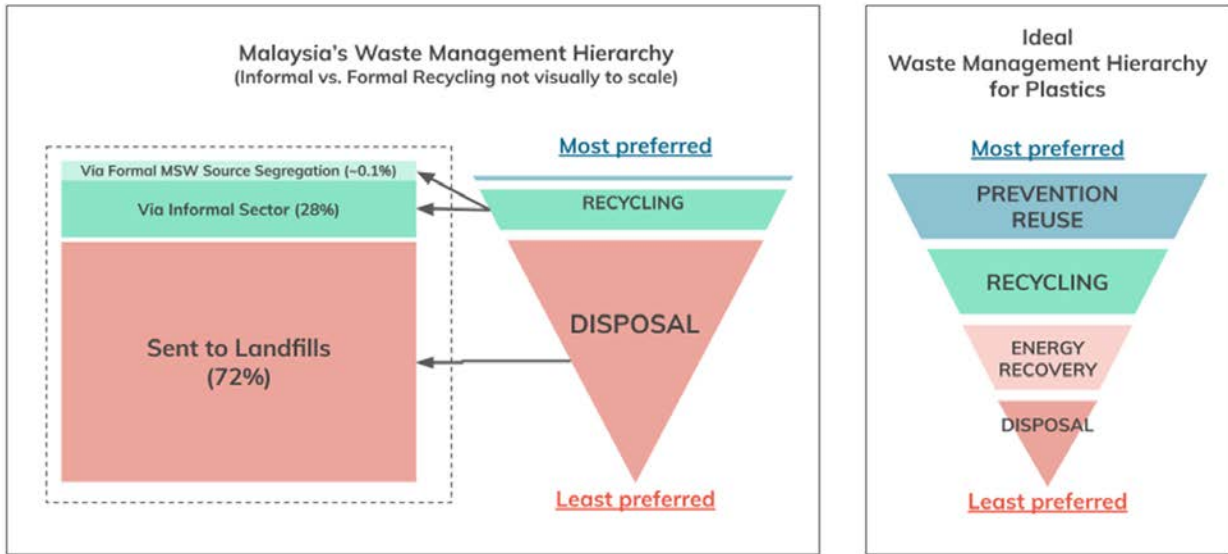 Malaysia's Waste Management Hierarchy
(Informal vs. Formal Recycling not visually to scale)
Via Formal MSW Source Segregation (~0.1%)
Via Informal Sector (28%)
Sent to Landfills
(72%)
Most preferred
RECYCLING
DISPOSAL
Least preferred
Ideal
Waste Management Hierarchy
for Plastics
Most preferred
PREVENTION
REUSE
RECYCLING
ENERGY
RECOVERY
DISPOSAL
Least preferred